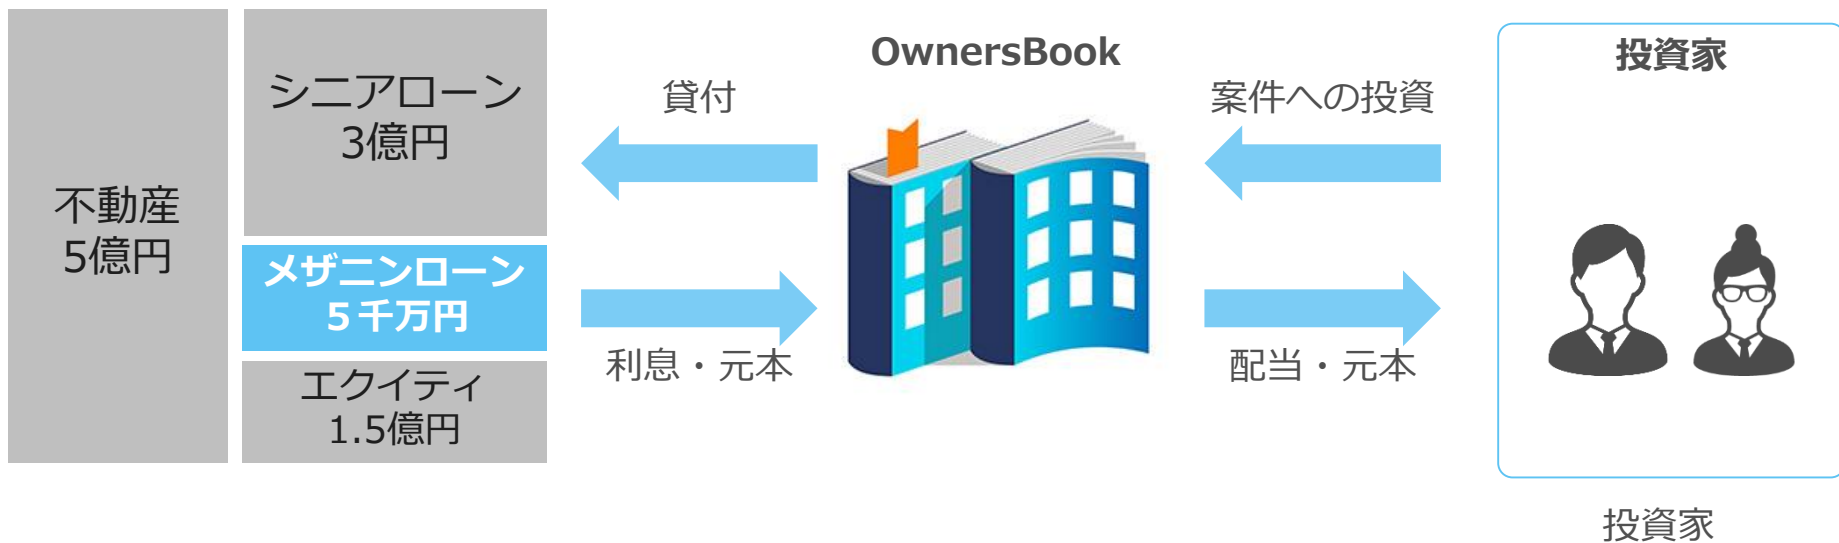 不動産
5億円
シニアローン
3億円
メザニンローン
５千万円
エクイティ
1.5億円
貸付
利息・元本
OwnersBook
案件への投資
配当・元本
投資家
投資家